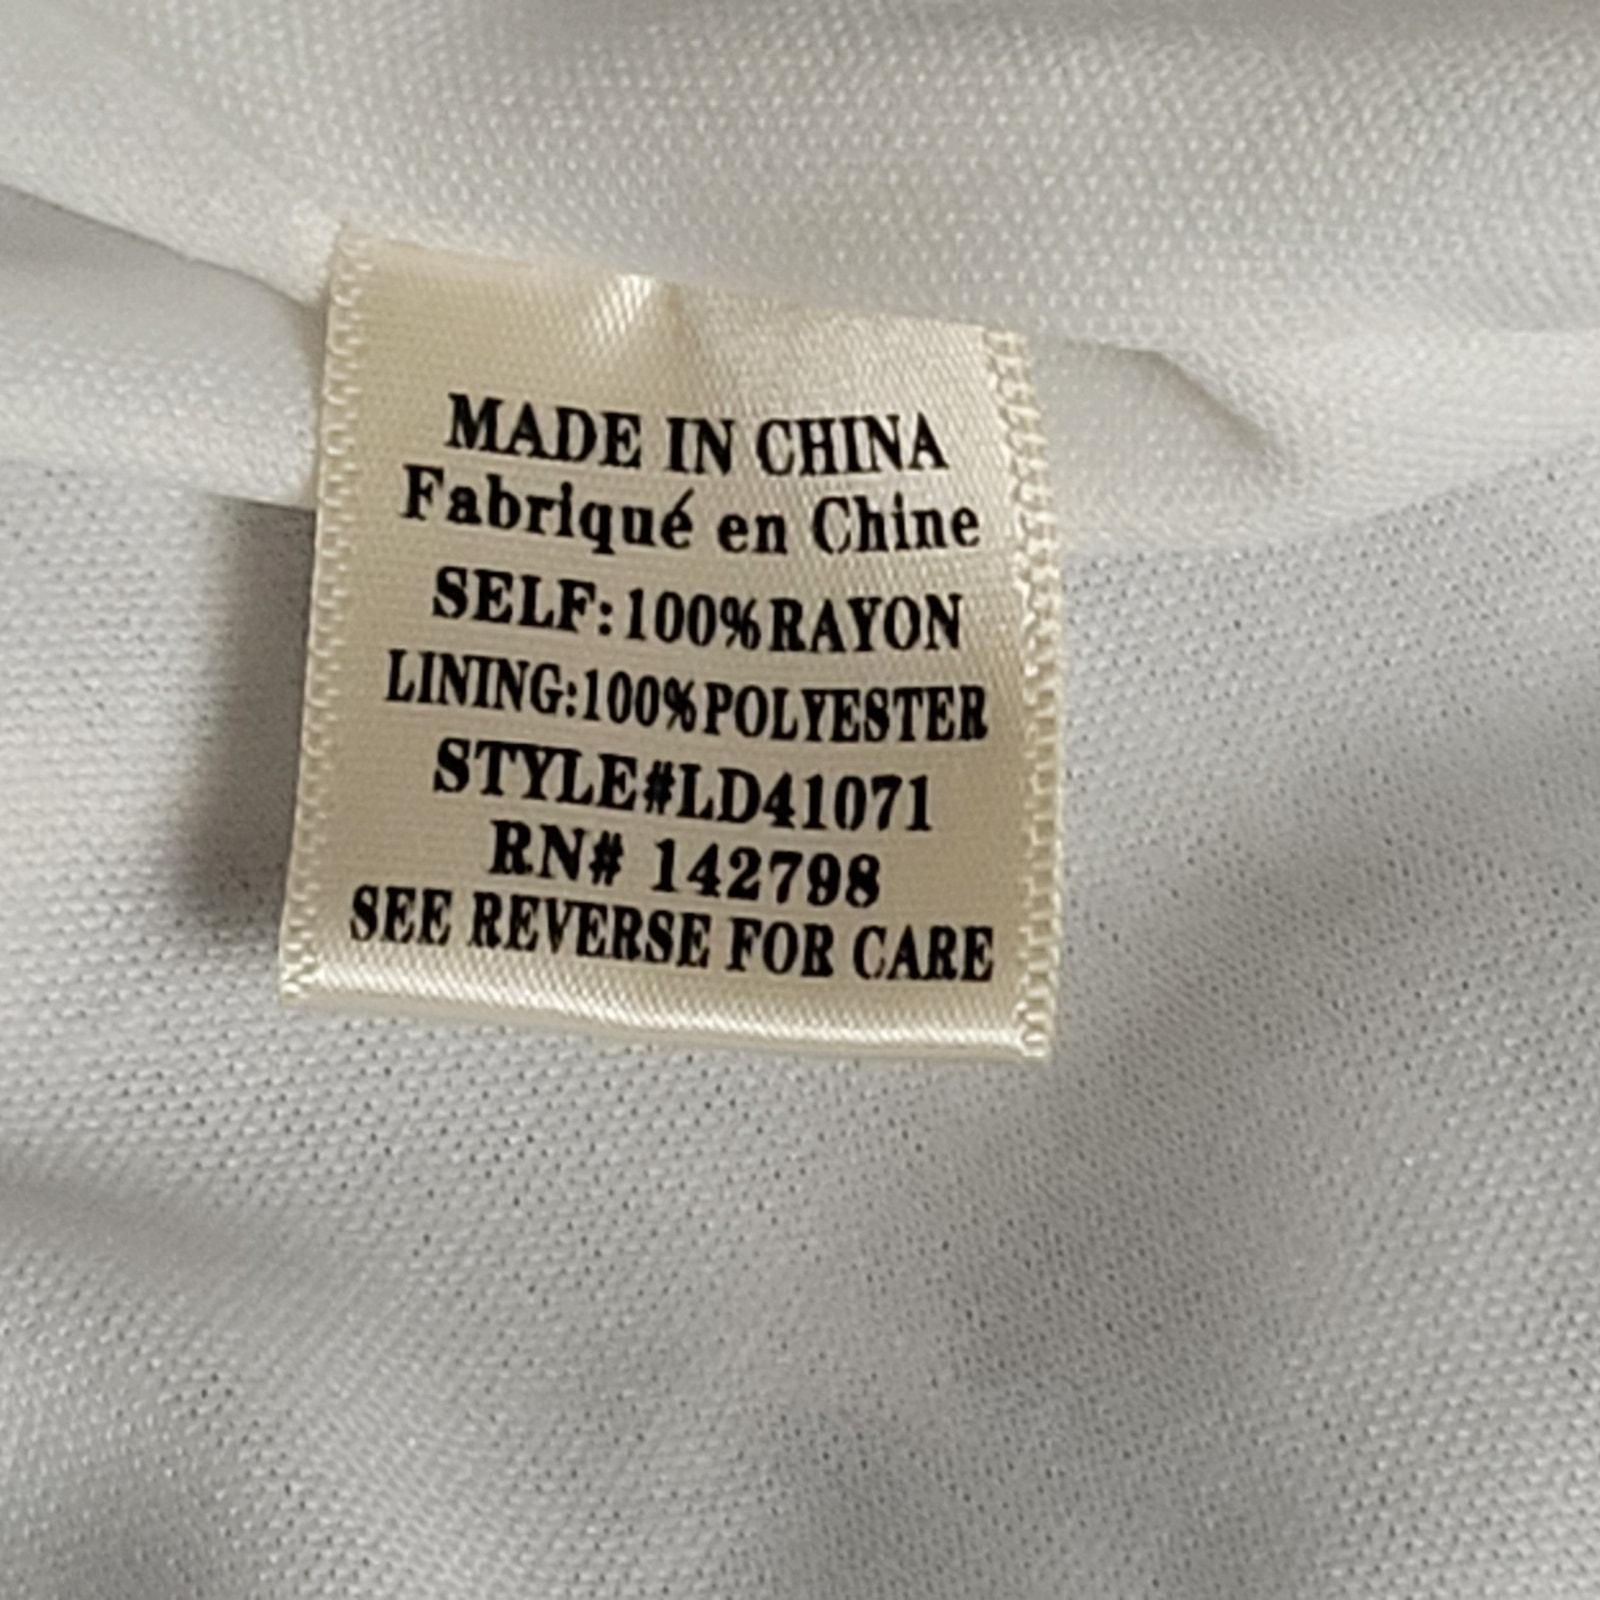 MADE IN CHINA
Fabriqué en Chine
SELF:100%RAYON
LINING:100%POLYESTER
STYLE#LD41071
RN# 142798
SEE REVERSE FOR CARE